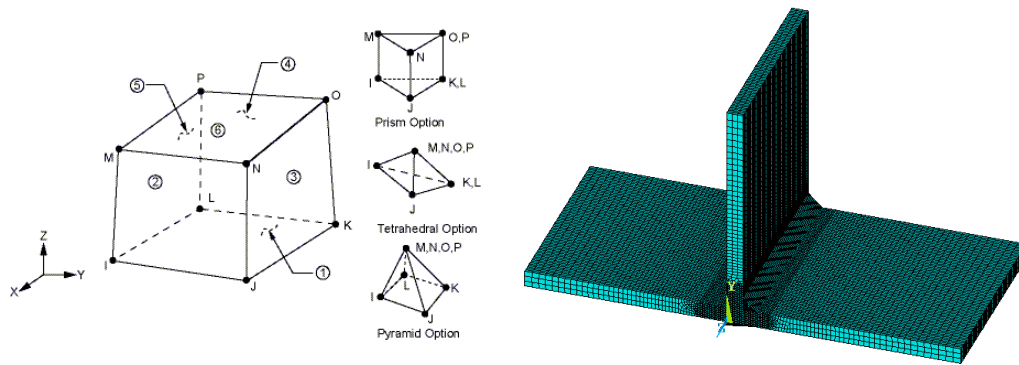 P
④
O
⑤
⑥
M
N
②
③
L
K
Z
I
Y
J
①
X
M
O,P
N
I
K,L
J
Prism Option
M,N,O,P
I
K,L
J
Tetrahedral Option
M,N,O,P
L
K
I
J
Pyramid Option
Y